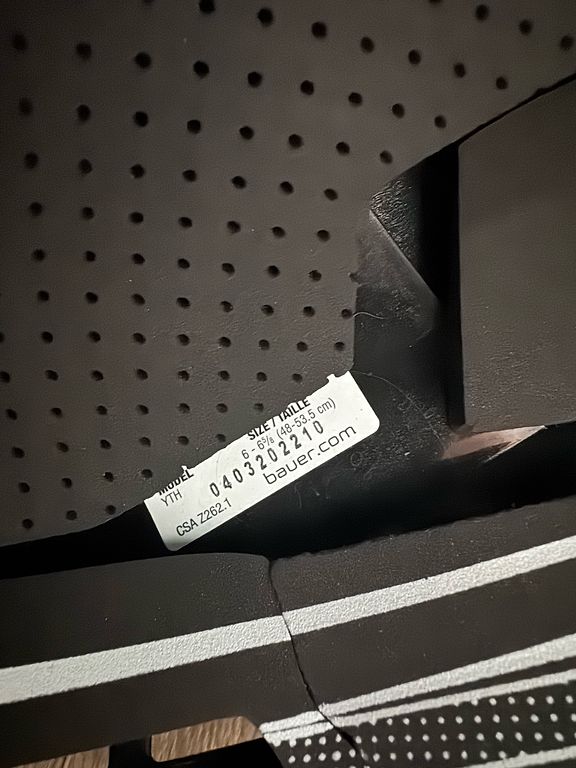 MODEL SIZE / TAILLE
YTH 6 - 6⅝ (48-53.5 cm)
0403202210
CSA Z262.1 bauer.com